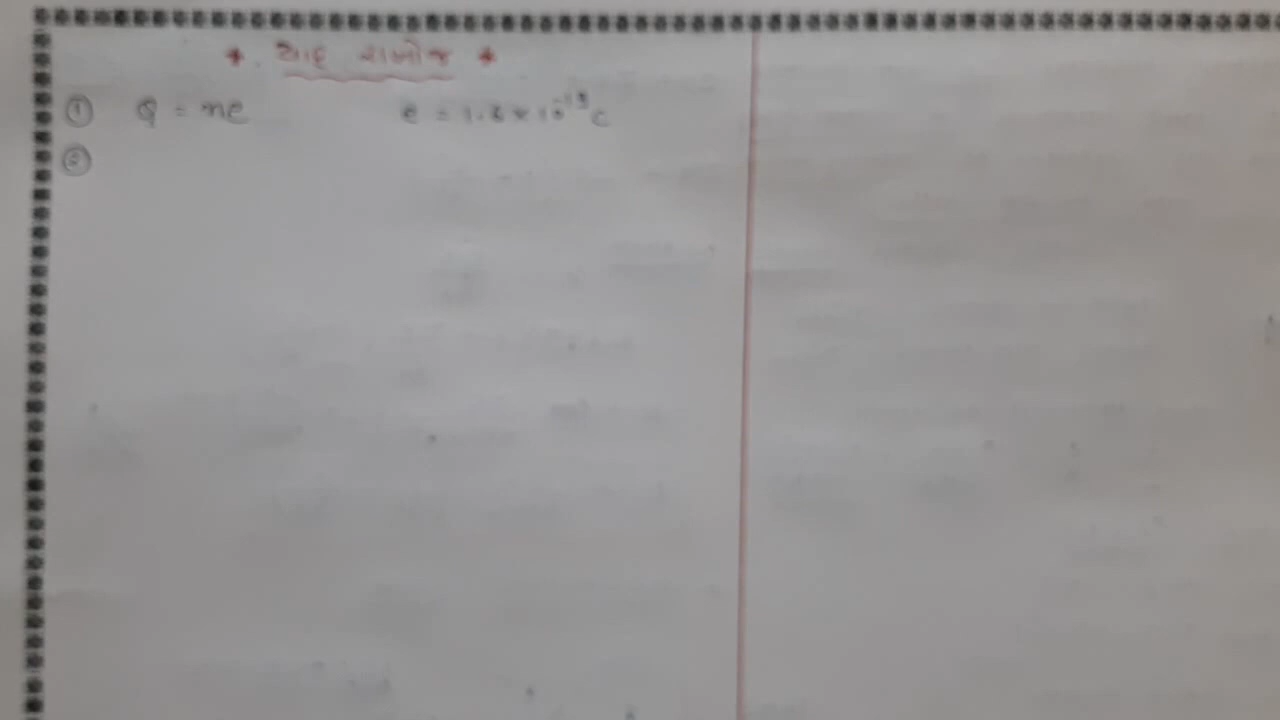 * યાદ રાખોજ *
① Q = ne e = 1.6 × 10⁻¹⁹ C
②